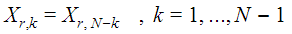 X_{r,k} = X_{r,N-k} , k = 1,...,N − 1